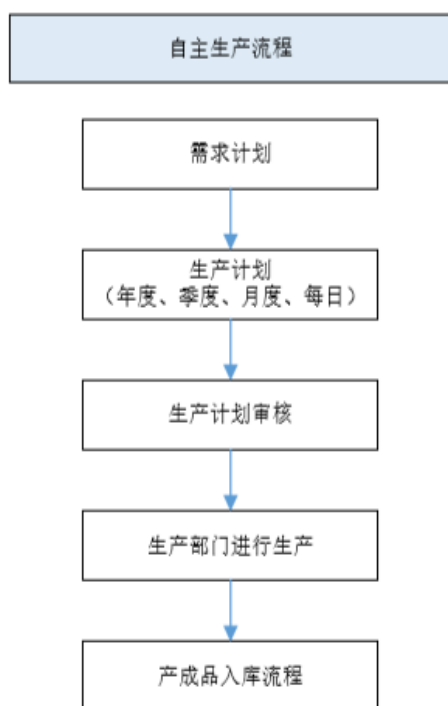 自主生产流程
需求计划
生产计划
（年度、季度、月度、每日）
生产计划审核
生产部门进行生产
产成品入库流程